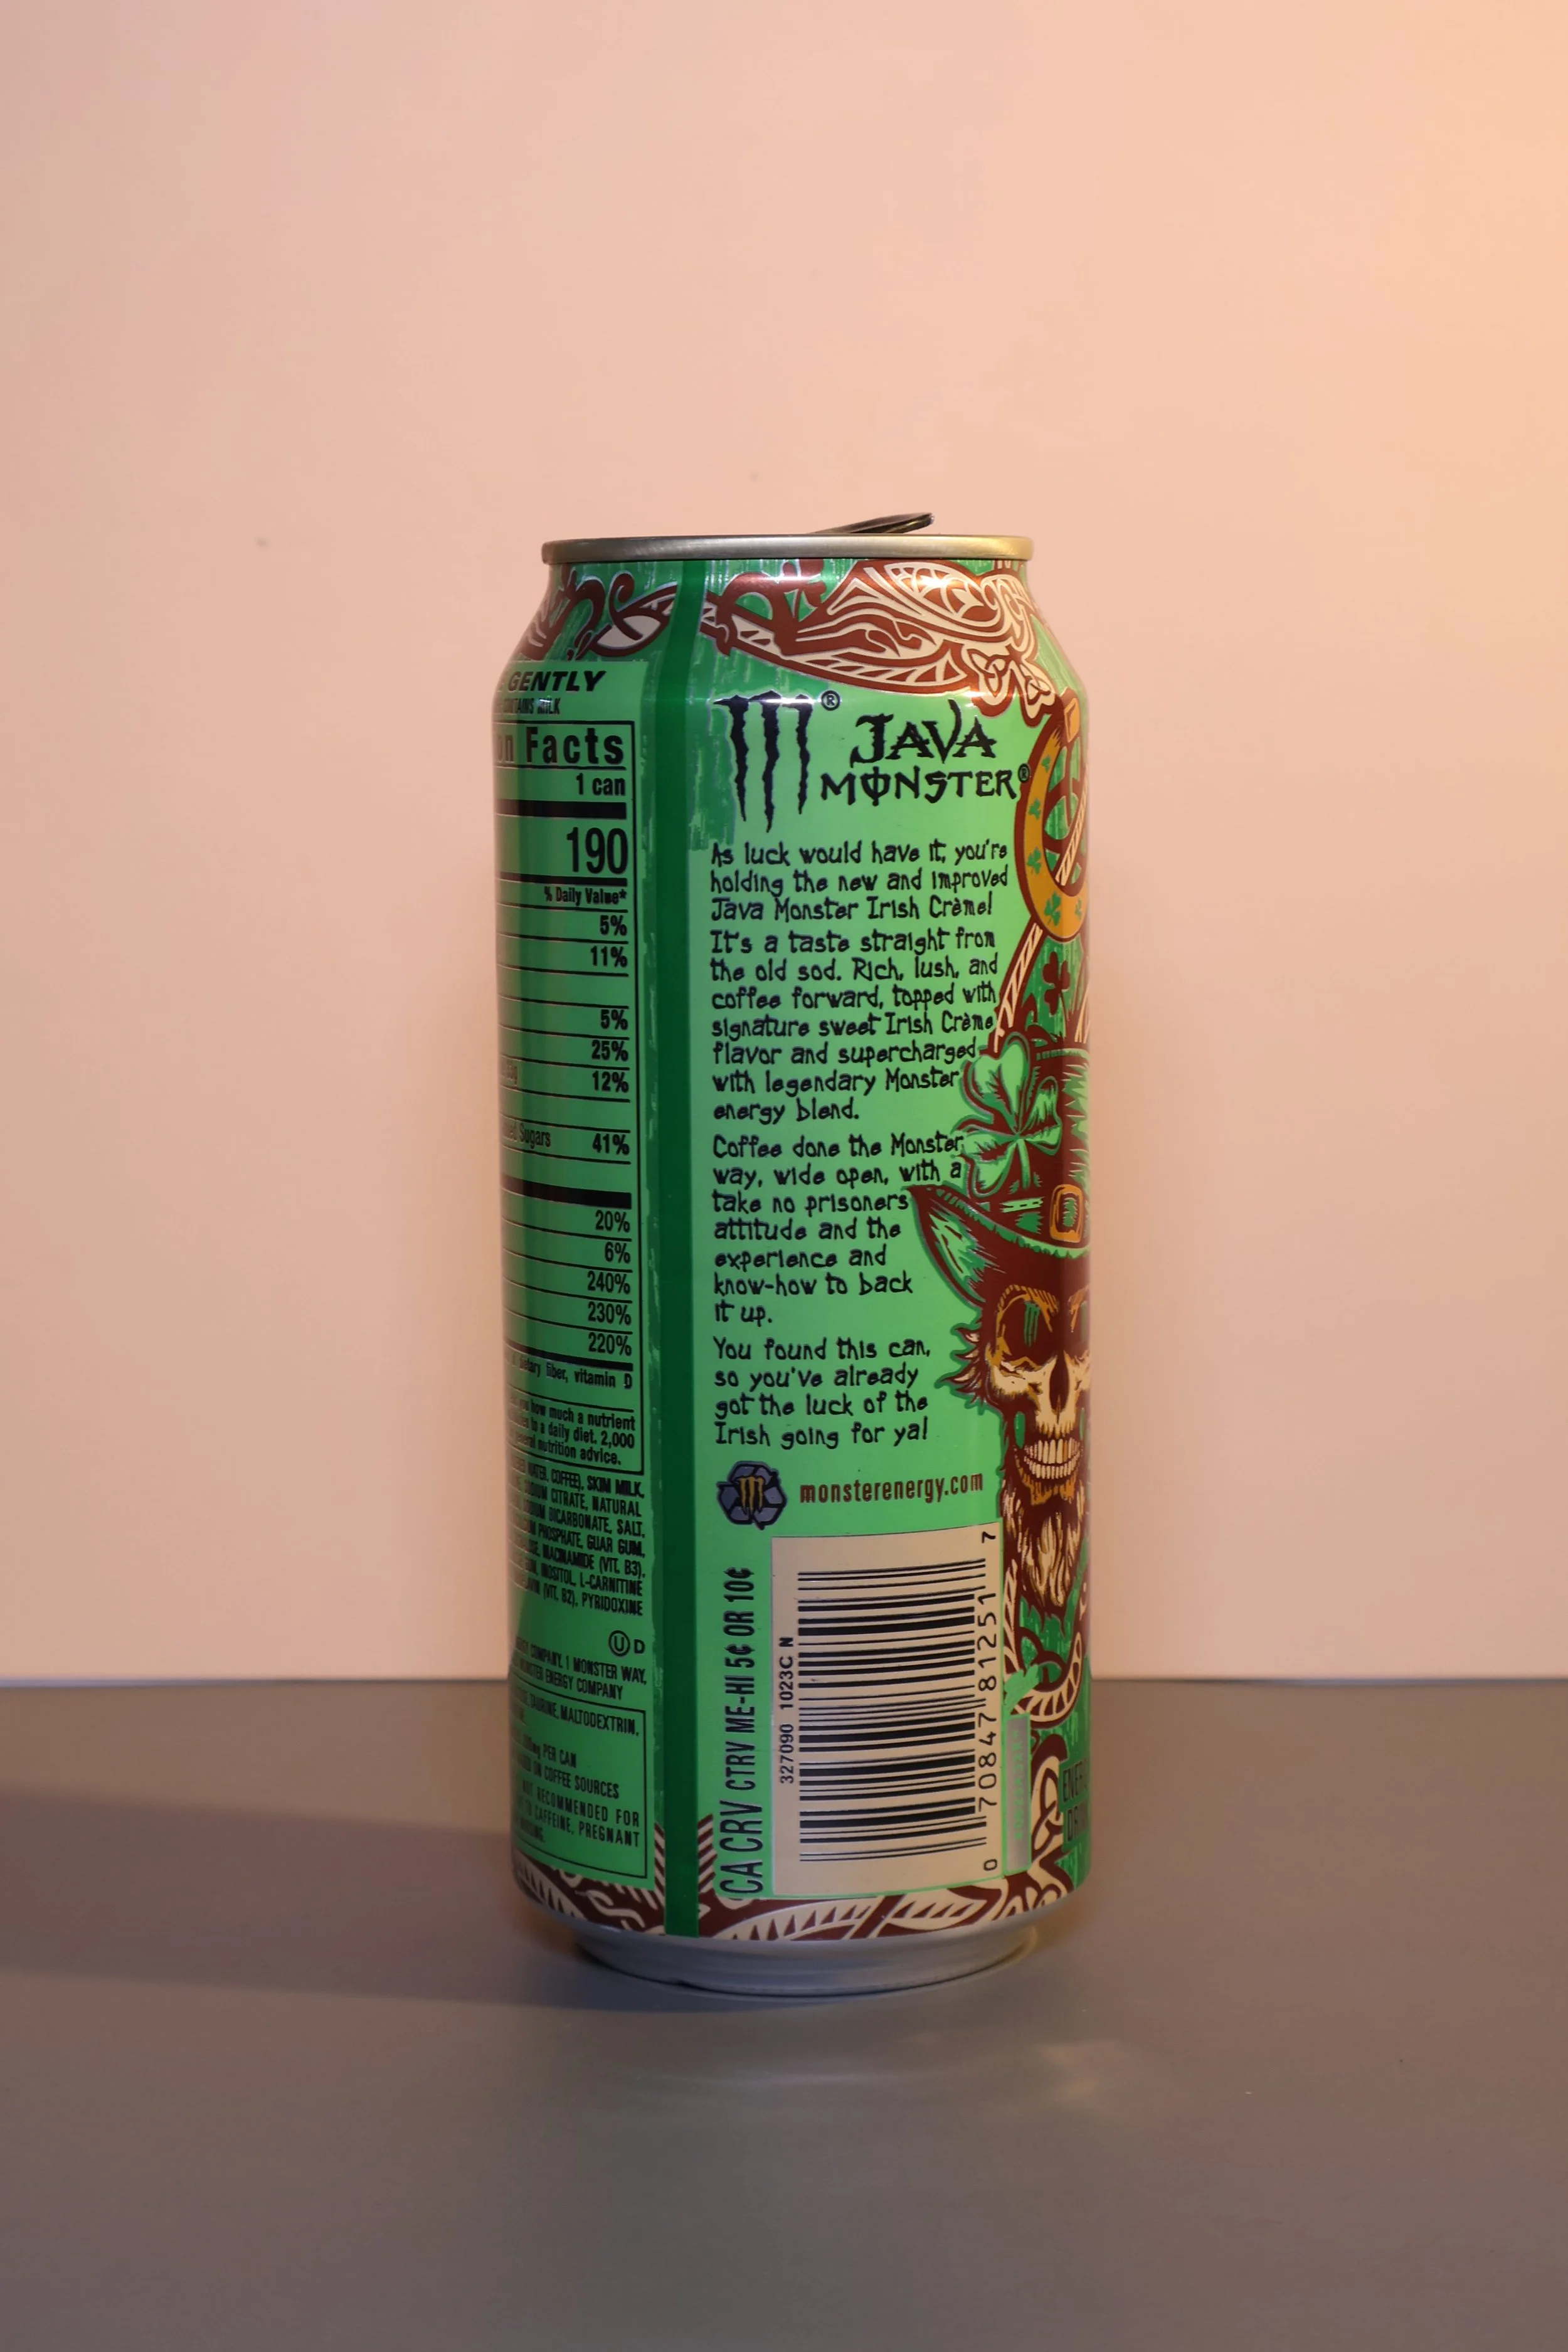 GENTLY
CONTAINS MILK
Facts
1 can
190
% Daily Value*
5%
11%
5%
25%
12%
Sugars 41%
20%
6%
240%
230%
220%
dietary fiber, vitamin D
how much a nutrient
to a daily diet. 2,000
nutrition advice.
WATER, COFFEE), SKIM MILK,
CITRATE, NATURAL
BICARBONATE, SALT,
PHOSPHATE, GUAR GUM,
NIACINAMIDE (VIT. B3),
INOSITOL, L-CARNITINE
(VIT. B2), PYRIDOXINE
U D
COMPANY, 1 MONSTER WAY,
MONSTER ENERGY COMPANY
TAURINE, MALTODEXTRIN,
PER CAN
COFFEE SOURCES
NOT RECOMMENDED FOR
TO CAFFEINE, PREGNANT
®
JAVA
MONSTER®
As luck would have it, you're
holding the new and improved
Java Monster Irish Crème!
It's a taste straight from
the old sod. Rich, lush, and
coffee forward, topped with
signature sweet Irish Crème
flavor and supercharged
with legendary Monster
energy blend.
Coffee done the Monster
way, wide open, with a
take no prisoners
attitude and the
experience and
know-how to back
it up.
You found this can,
so you've already
got the luck of the
Irish going for ya!
monsterenergy.com
CA CRV CTRV ME-HI 5¢ OR 10¢
327090 1023C N
0 70847 81251 7